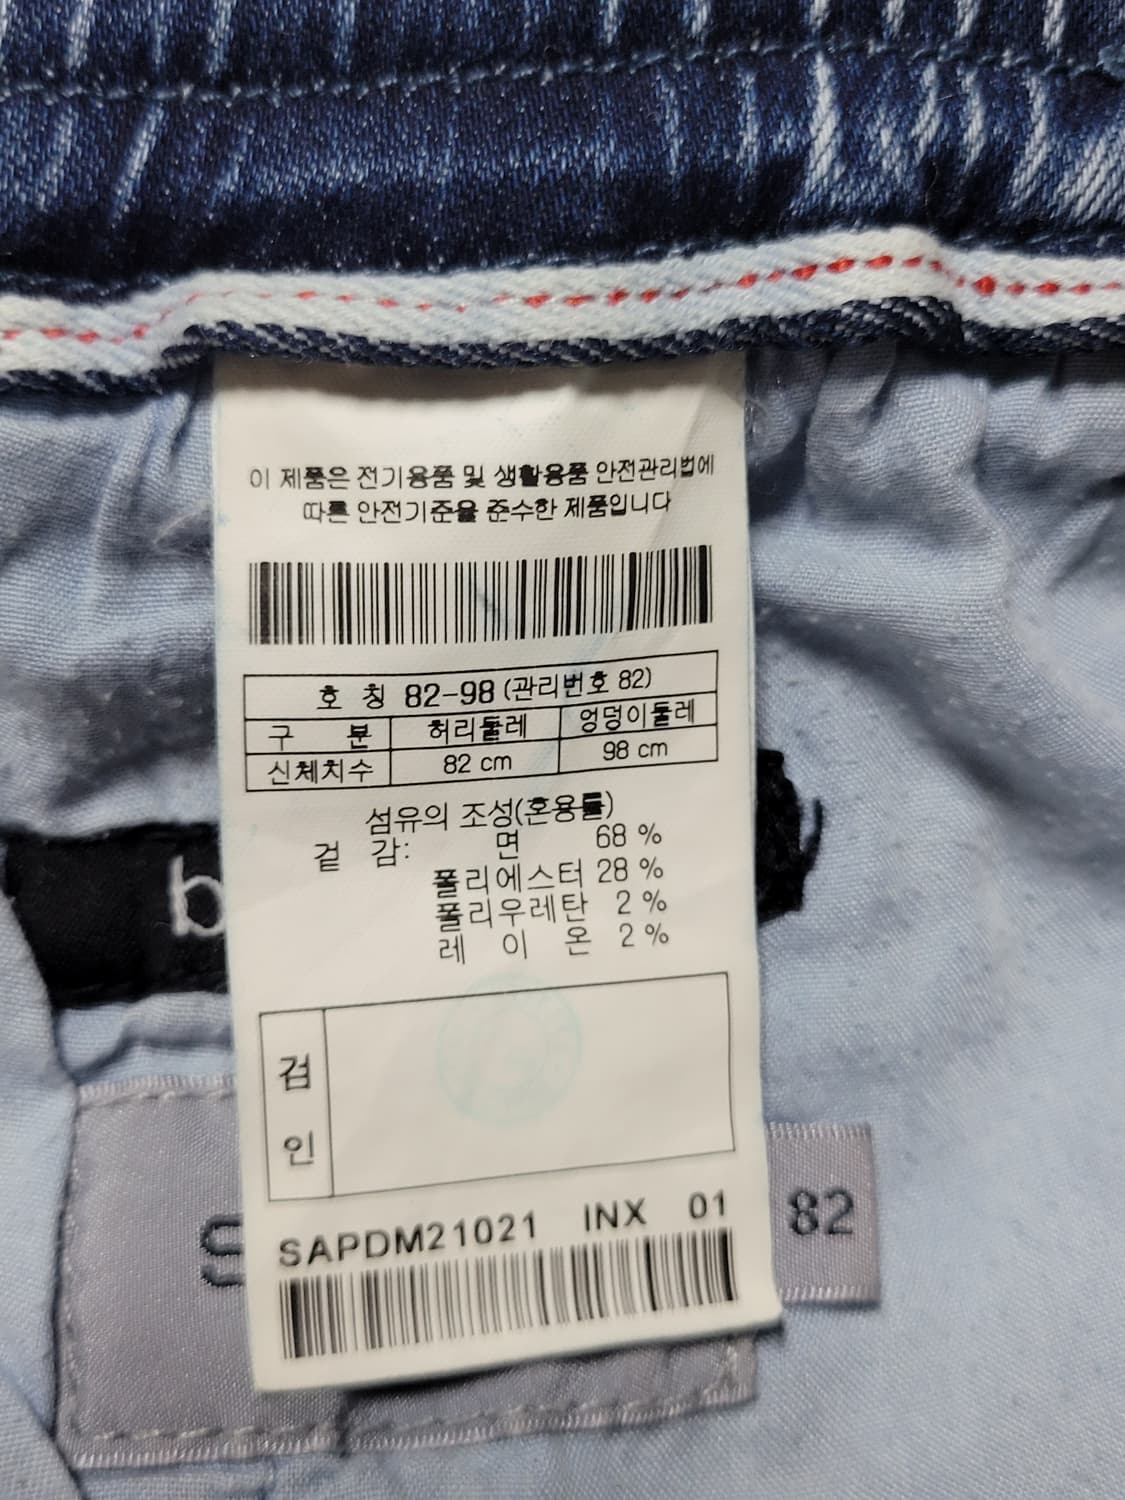 이 제품은 전기용품 및 생활용품 안전관리법에
따른 안전기준을 준수한 제품입니다
호 칭 82-98 (관리번호 82)
구 분 허리둘레 엉덩이둘레
신체치수 82 cm 98 cm
섬유의 조성(혼용률)
겉 감: 면 68 %
폴리에스터 28 %
폴리우레탄 2 %
레 이 온 2 %
검
인
SAPDM21021 INX 01
b
82